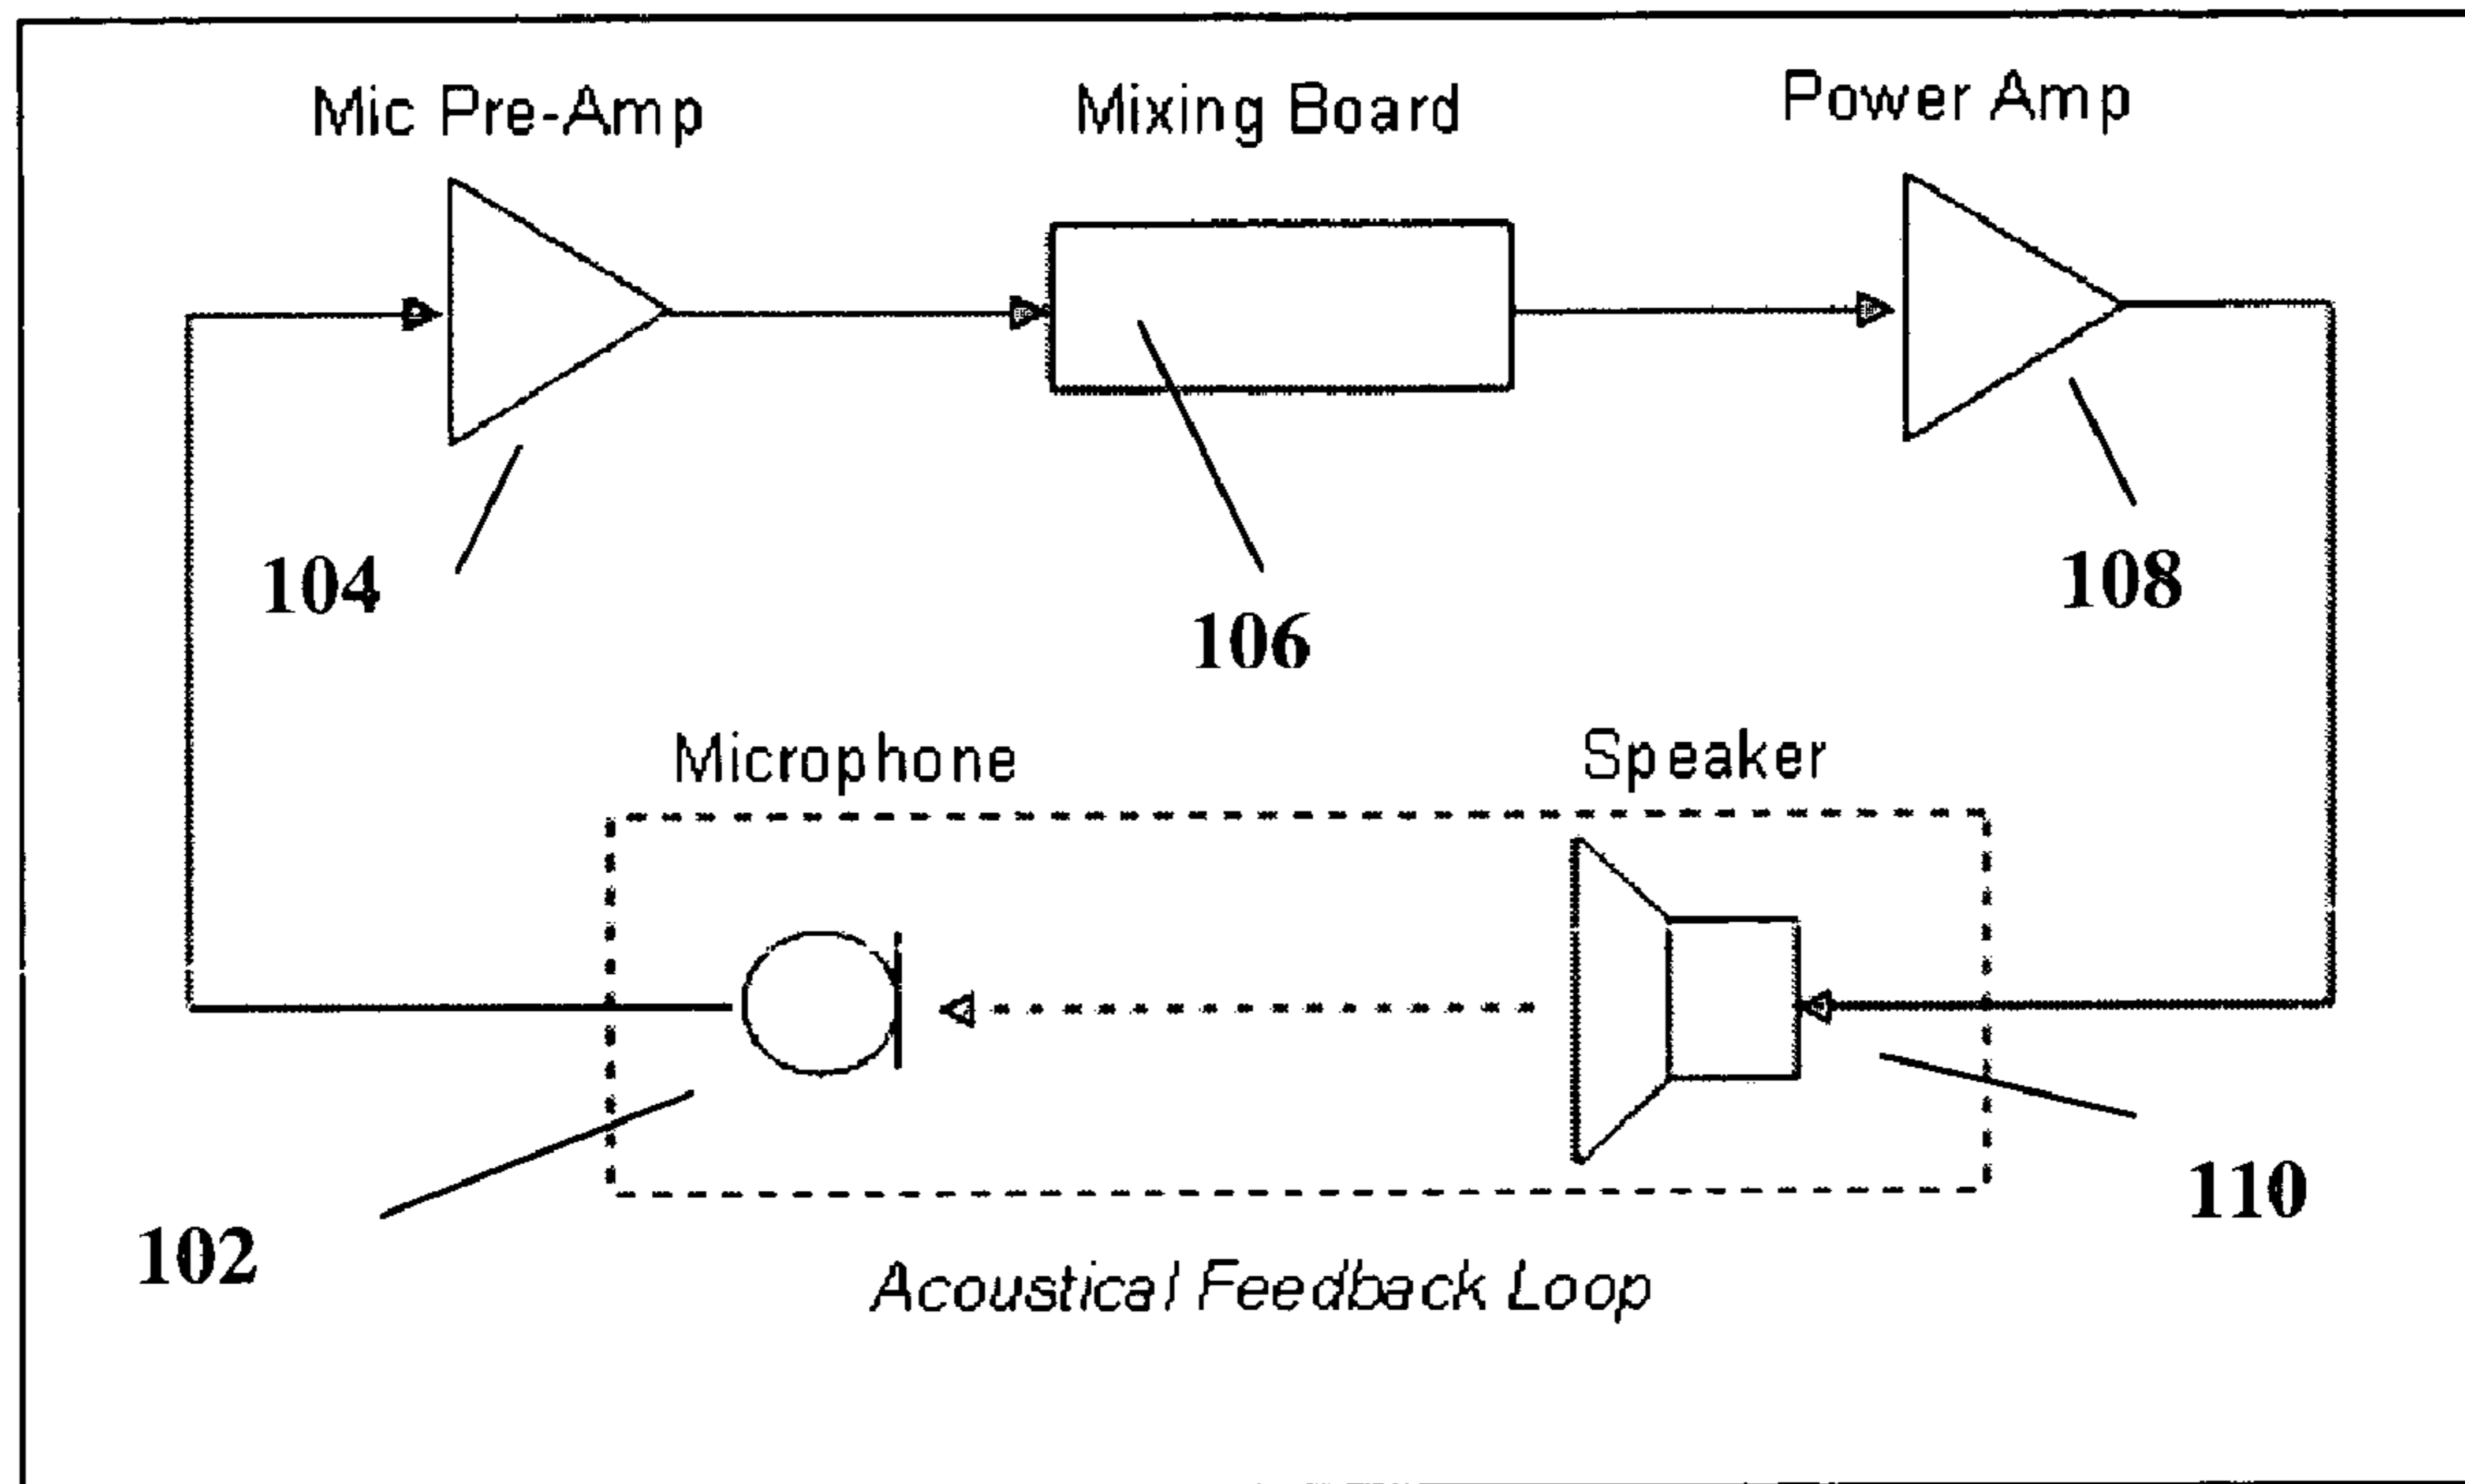 Mic Pre-Amp
Mixing Board
Power Amp
104
106
108
Microphone
Speaker
102
110
Acoustical Feedback Loop